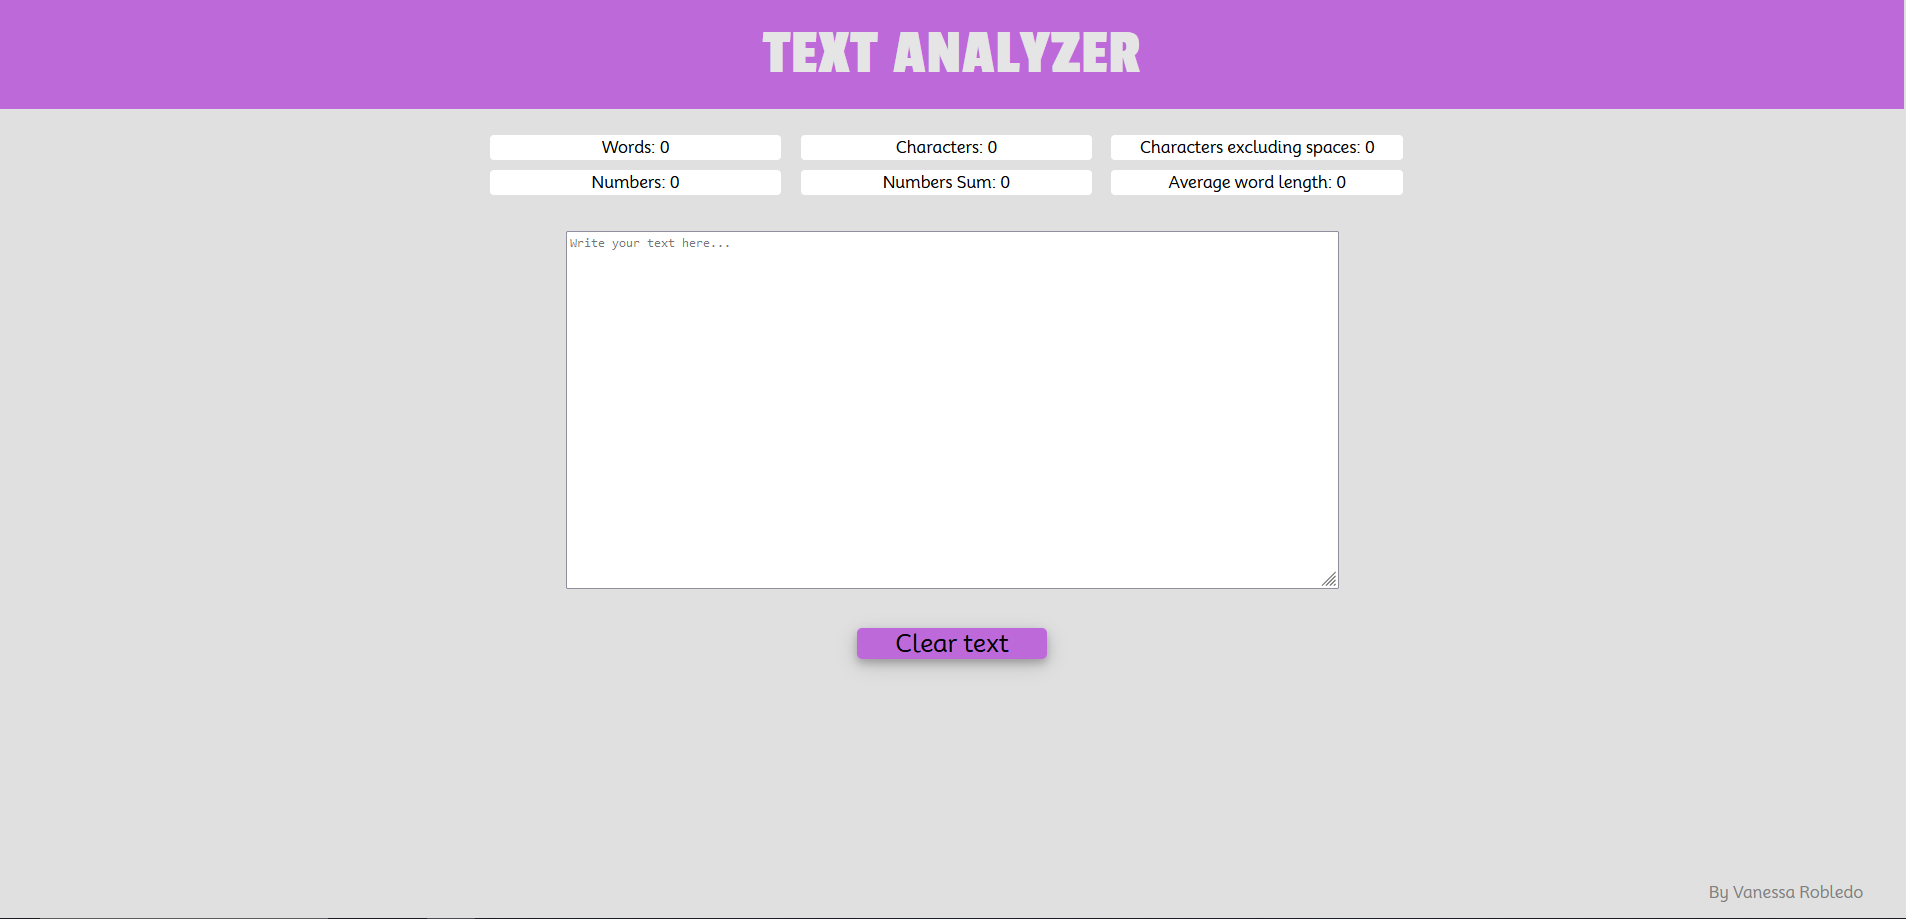 TEXT ANALYZER
Words: 0
Characters: 0
Characters excluding spaces: 0
Numbers: 0
Numbers Sum: 0
Average word length: 0
Write your text here...
Clear text
By Vanessa Robledo